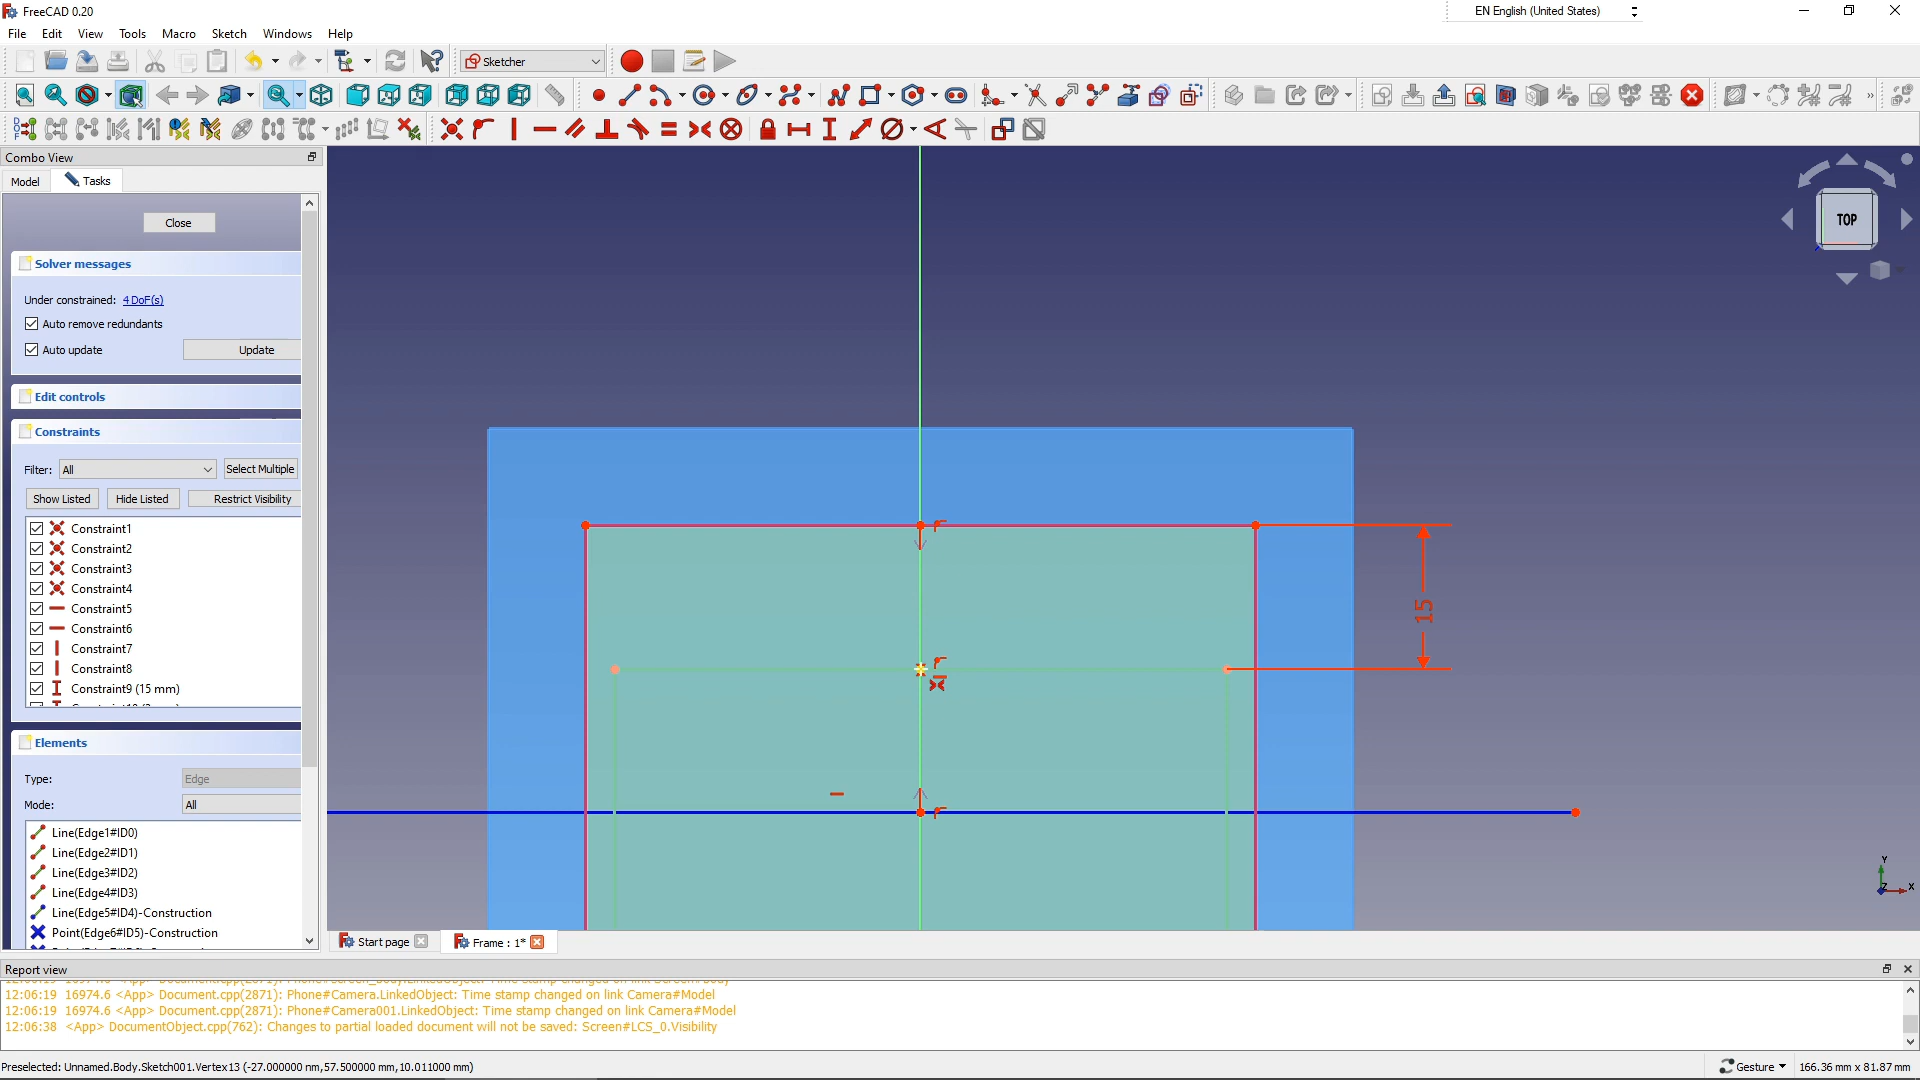 FreeCAD 0.20
EN English (United States)
File Edit View Tools Macro Sketch Windows Help
Sketcher
Combo View
Model Tasks
Close
Solver messages
Under constrained: 4 DoF(s)
Auto remove redundants
Auto update Update
Edit controls
Constraints
Filter: All Select Multiple
Show Listed Hide Listed Restrict Visibility
Constraint1
Constraint2
Constraint3
Constraint4
Constraint5
Constraint6
Constraint7
Constraint8
Constraint9 (15 mm)
Elements
Type: Edge
Mode: All
Line(Edge1#ID0)
Line(Edge2#ID1)
Line(Edge3#ID2)
Line(Edge4#ID3)
Line(Edge5#ID4)-Construction
Point(Edge6#ID5)-Construction
TOP
15
Y
X
Z
Start page Frame : 1*
Report view
12:06:19 16974.6 <App> Document.cpp(2871): Phone#Camera.LinkedObject: Time stamp changed on link Camera#Model
12:06:19 16974.6 <App> Document.cpp(2871): Phone#Camera001.LinkedObject: Time stamp changed on link Camera#Model
12:06:38 <App> DocumentObject.cpp(762): Changes to partial loaded document will not be saved: Screen#LCS_0.Visibility
Preselected: Unnamed.Body.Sketch001.Vertex13 (-27.000000 nm,57.500000 mm,10.011000 mm)
Gesture 166.36 mm x 81.87 mm